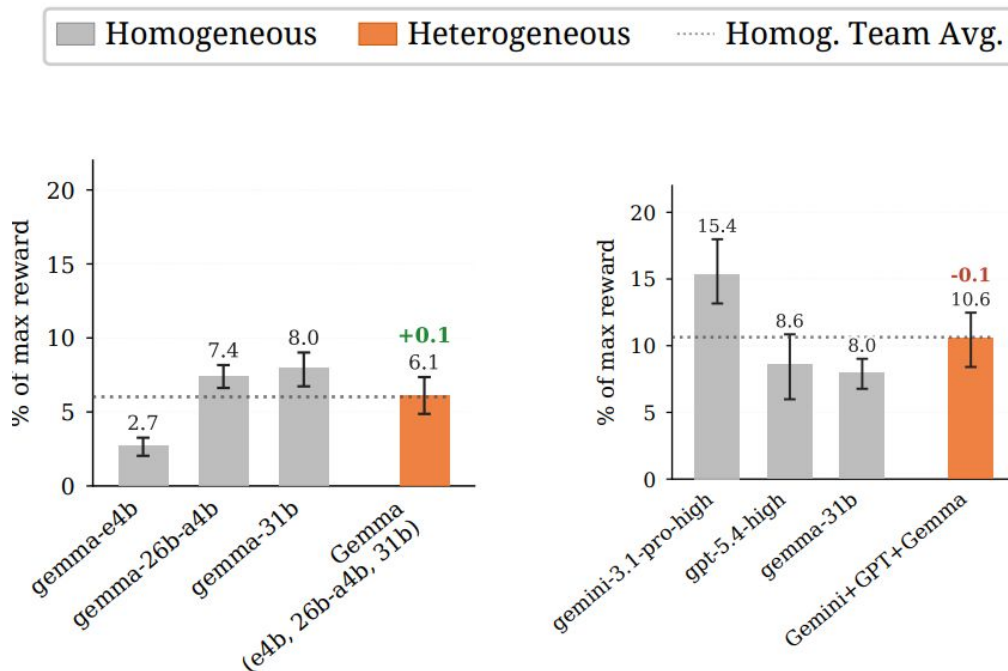 Homogeneous Heterogeneous Homog. Team Avg.
% of max reward
20
15
10
5
0
2.7
7.4
8.0
+0.1
6.1
gemma-e4b
gemma-26b-a4b
gemma-31b
Gemma
(e4b, 26b-a4b, 31b)
% of max reward
20
15
10
5
0
15.4
8.6
8.0
-0.1
10.6
gemini-3.1-pro-high
gpt-5.4-high
gemma-31b
Gemini+GPT+Gemma